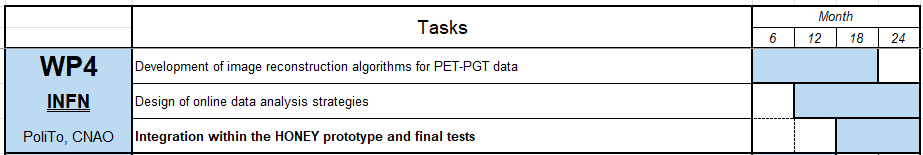 Tasks
Month
6 12 18 24
WP4
Development of image reconstruction algorithms for PET-PGT data
INFN
Design of online data analysis strategies
PoliTo, CNAO
Integration within the HONEY prototype and final tests